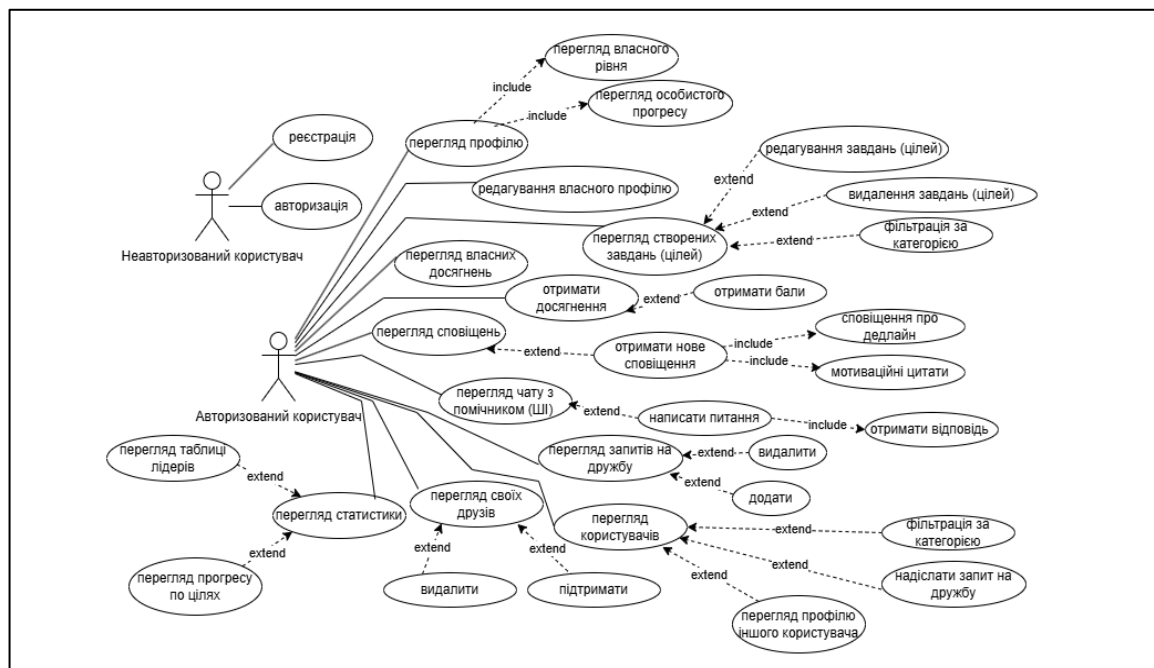 перегляд власного
рівня
include
перегляд особистого
прогресу
include
перегляд профілю
реєстрація
авторизація
Неавторизований користувач
редагування власного профілю
редагування завдань (цілей)
extend
видалення завдань (цілей)
extend
фільтрація за
категорією
extend
перегляд створених
завдань (цілей)
перегляд власних
досягнень
отримати
досягнення
extend
отримати бали
перегляд сповіщень
extend
отримати нове
сповіщення
include
сповіщення про
дедлайн
include
мотиваційні цитати
Авторизований користувач
перегляд чату з
помічником (ШІ)
extend
написати питання
include
отримати відповідь
перегляд запитів на
дружбу
extend
видалити
extend
додати
перегляд таблиці
лідерів
extend
перегляд статистики
extend
перегляд прогресу
по цілях
перегляд своїх
друзів
extend
видалити
extend
підтримати
перегляд
користувачів
extend
фільтрація за
категорією
extend
надіслати запит на
дружбу
extend
перегляд профілю
іншого користувача